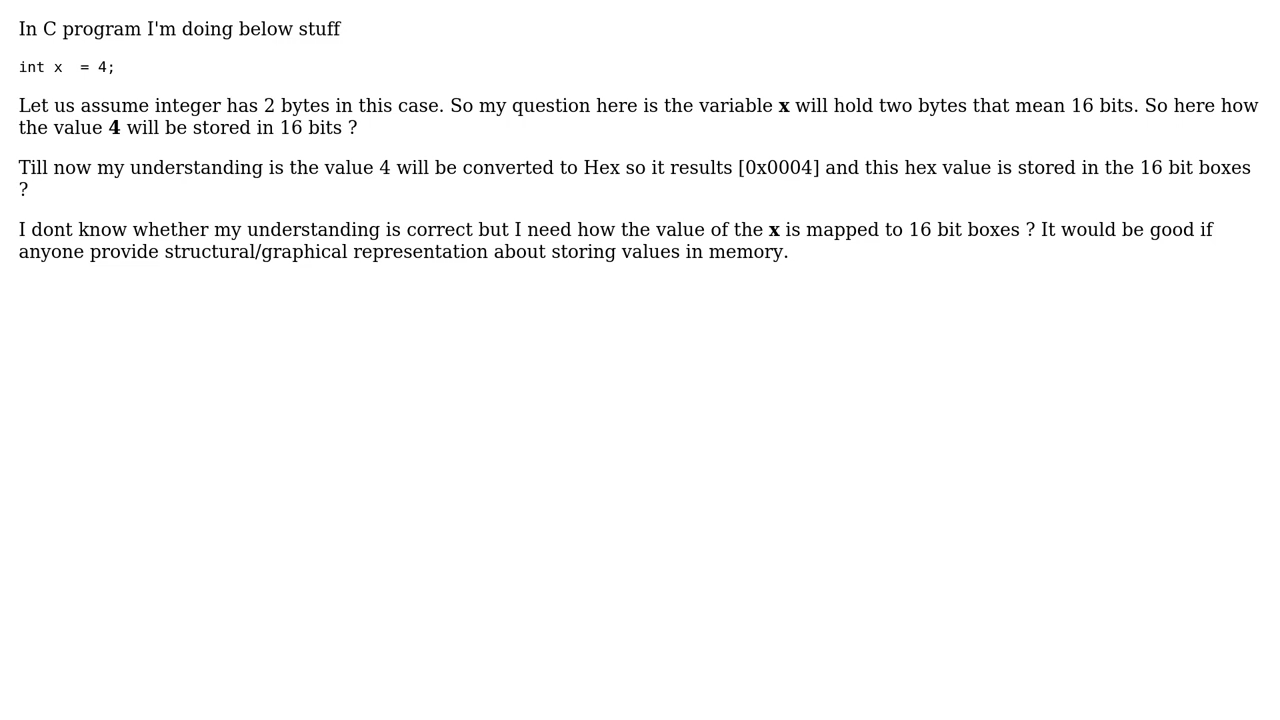 In C program I'm doing below stuff
int x  = 4;
Let us assume integer has 2 bytes in this case. So my question here is the variable x will hold two bytes that mean 16 bits. So here how
the value 4 will be stored in 16 bits ?
Till now my understanding is the value 4 will be converted to Hex so it results [0x0004] and this hex value is stored in the 16 bit boxes
?
I dont know whether my understanding is correct but I need how the value of the x is mapped to 16 bit boxes ? It would be good if
anyone provide structural/graphical representation about storing values in memory.